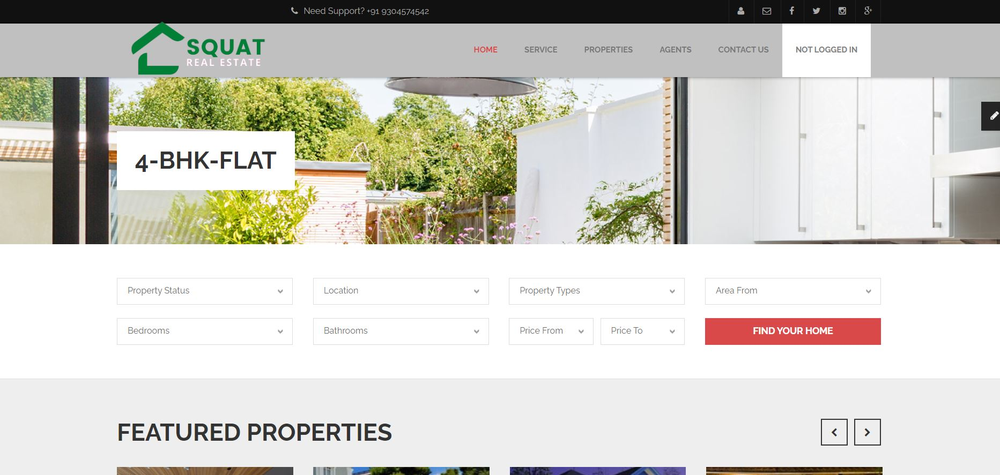 Need Support? +91 9304574542
SQUAT
REAL ESTATE
HOME SERVICE PROPERTIES AGENTS CONTACT US NOT LOGGED IN
4-BHK-FLAT
Property Status Location Property Types Area From
Bedrooms Bathrooms Price From Price To FIND YOUR HOME
FEATURED PROPERTIES